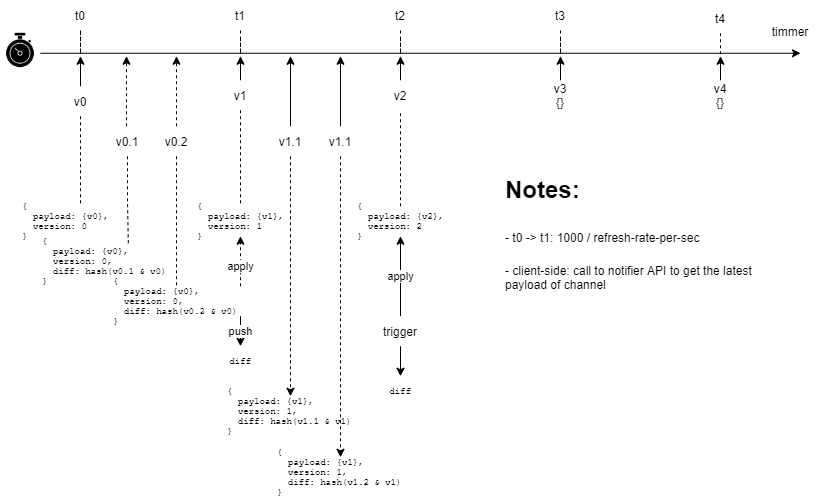 t0
t1
t2
t3
t4
timmer
v0
v1
v2
v3
{}
v4
{}
v0.1
v0.2
v1.1
v1.1
{
payload: {v0},
version: 0
}
{
payload: {v0},
version: 0,
diff: hash(v0.1 & v0)
}
{
payload: {v0},
version: 0,
diff: hash(v0.2 & v0)
}
{
payload: {v1},
version: 1
}
apply
push
diff
{
payload: {v1},
version: 1,
diff: hash(v1.1 & v1)
}
{
payload: {v1},
version: 1,
diff: hash(v1.2 & v1)
}
{
payload: {v2},
version: 2
}
apply
trigger
diff
Notes:
- t0 -> t1: 1000 / refresh-rate-per-sec
- client-side: call to notifier API to get the latest
payload of channel